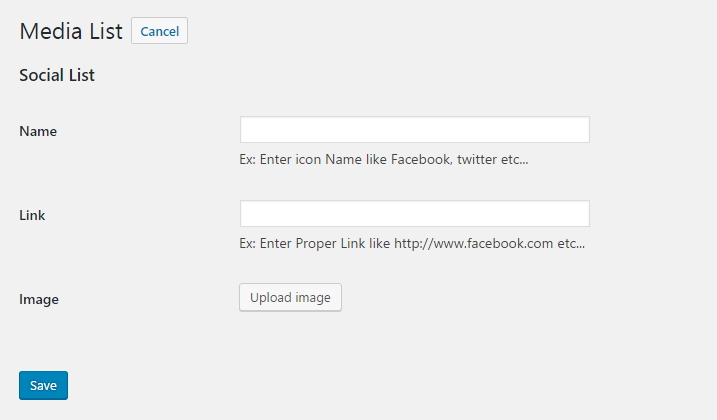 Media List Cancel
Social List
Name
Ex: Enter icon Name like Facebook, twitter etc...
Link
Ex: Enter Proper Link like http://www.facebook.com etc...
Image Upload image
Save